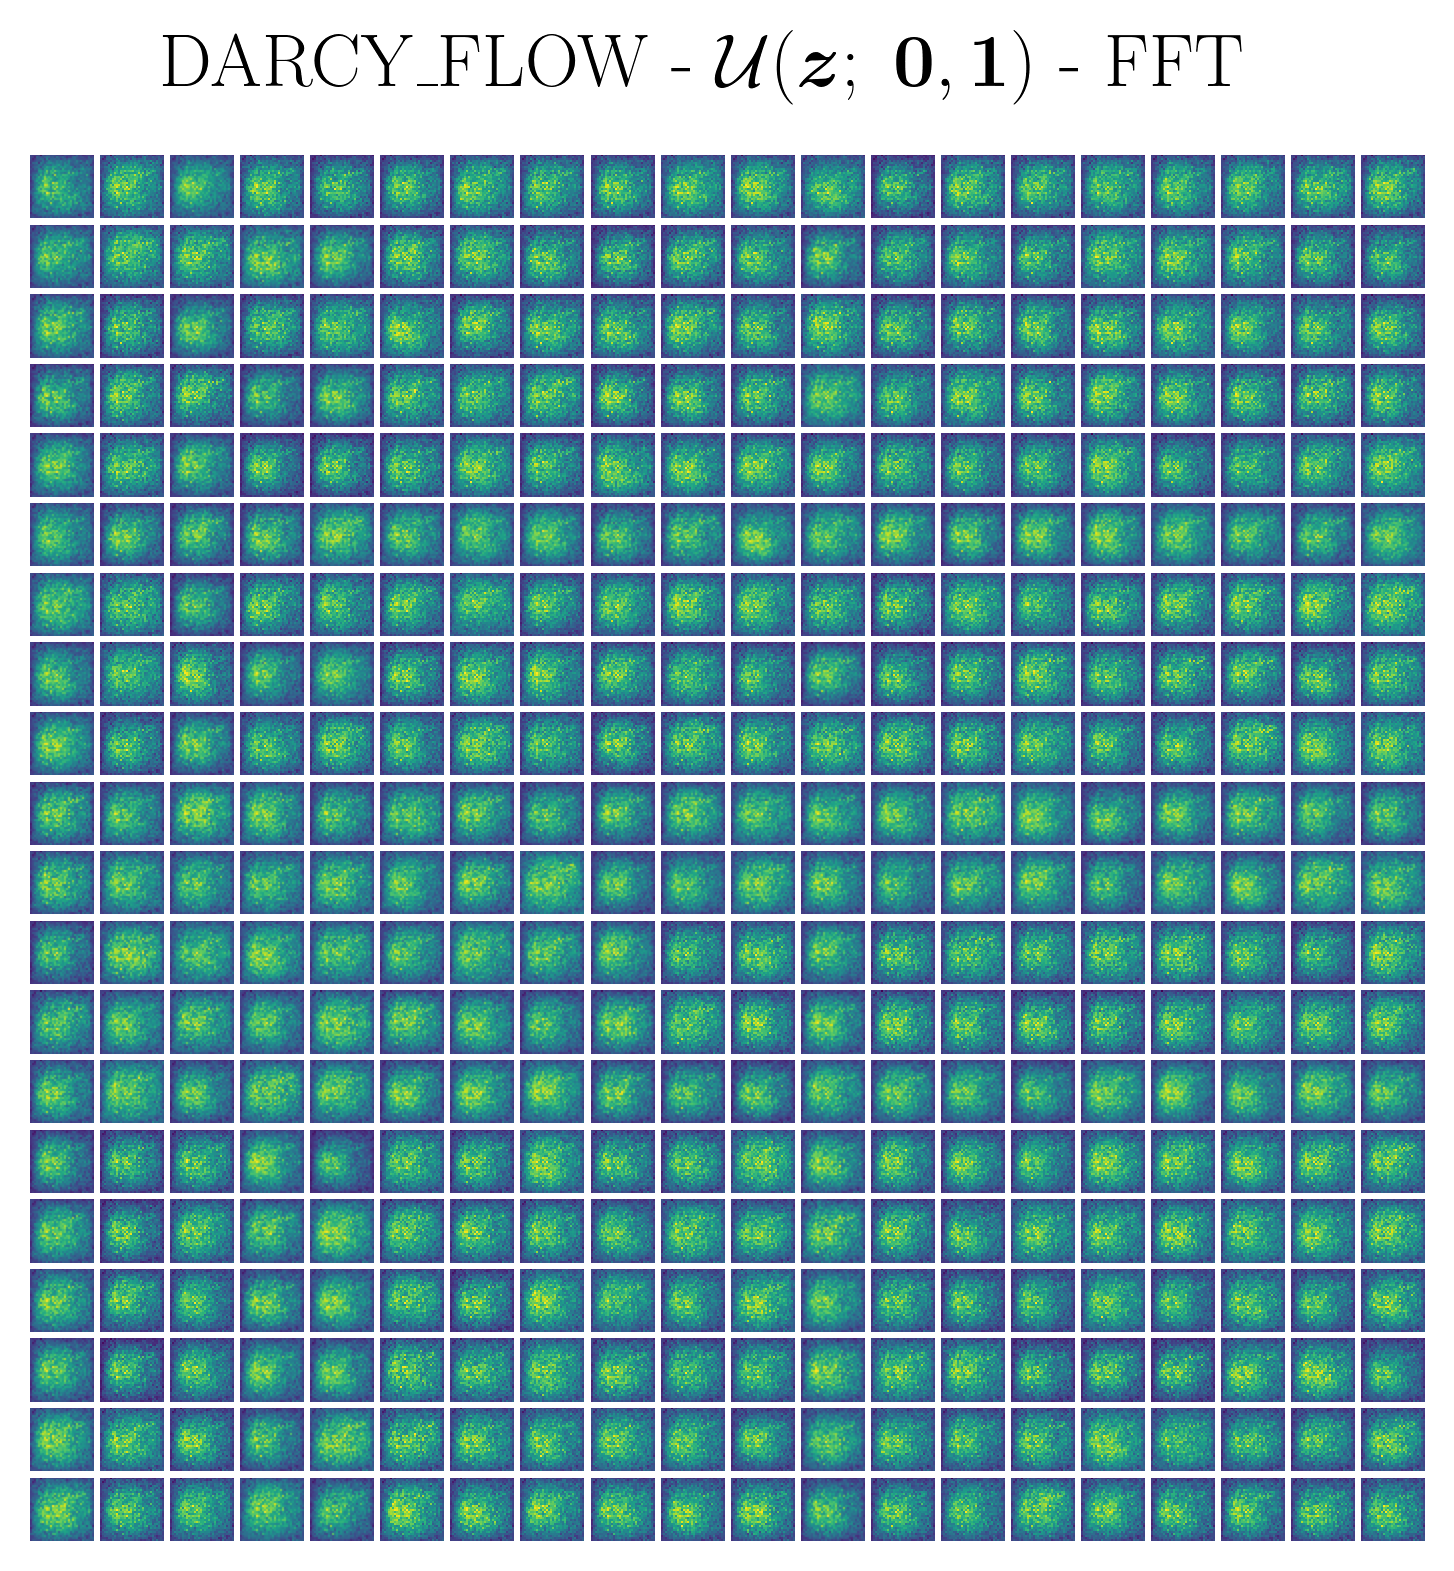 DARCY_FLOW - 𝒰(𝒛; 𝟎, 𝟏) - FFT